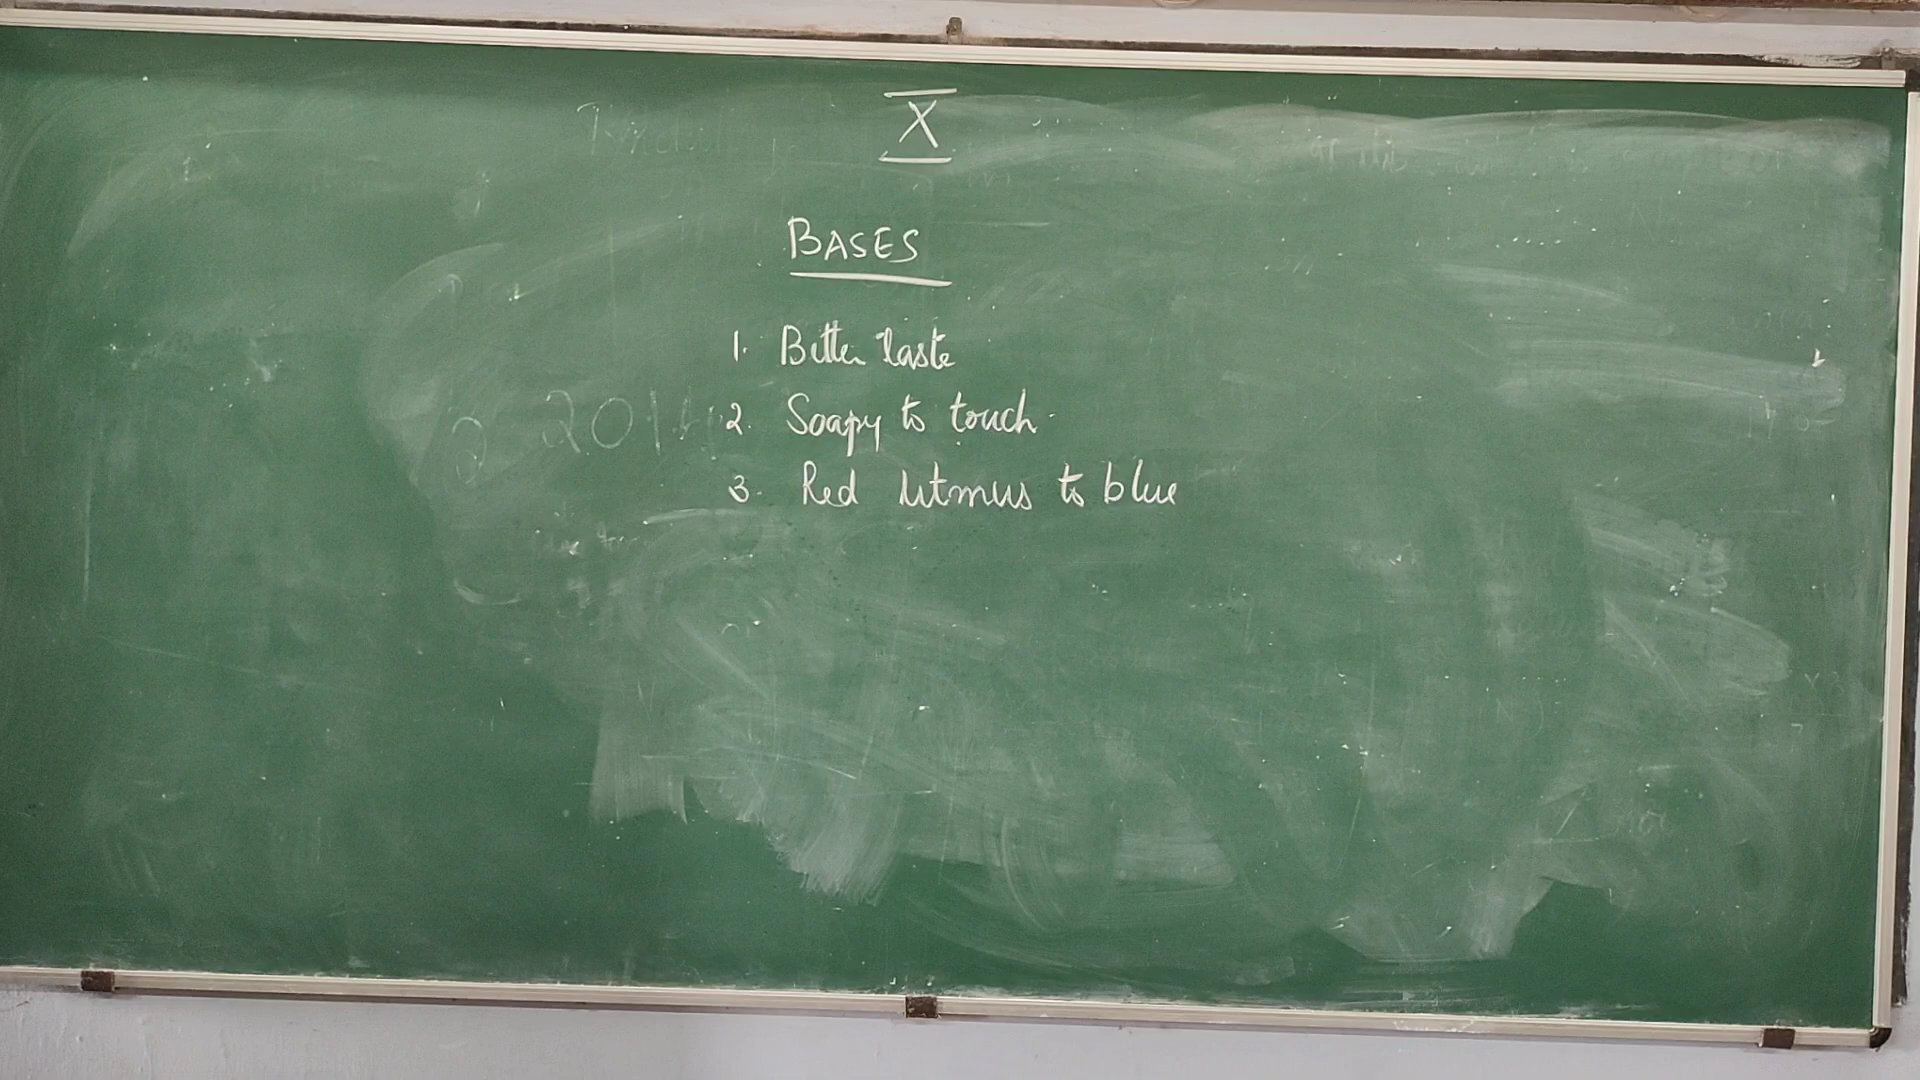 X
BASES
1. Bitter taste
2. Soapy to touch.
3. Red litmus to blue